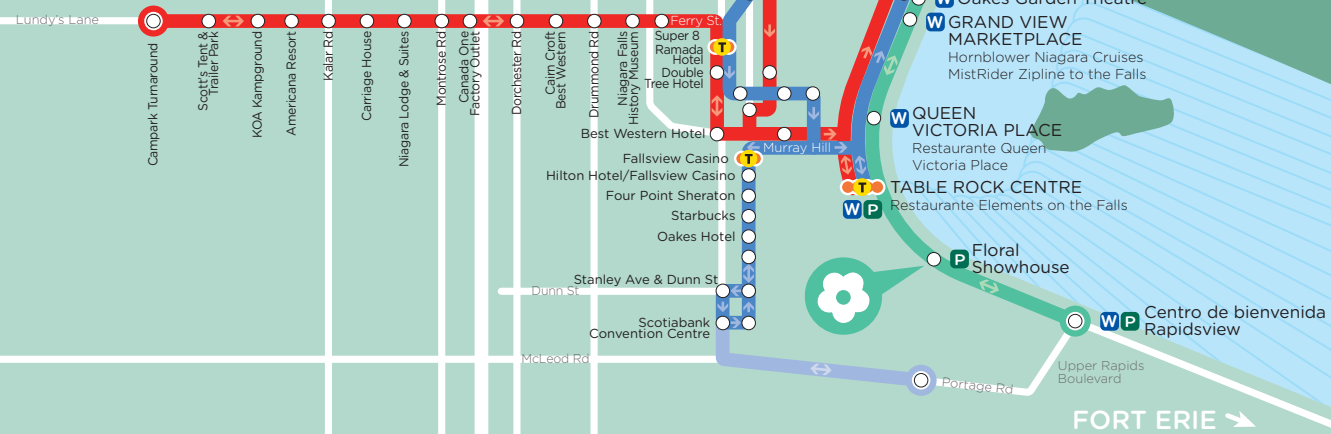 Lundy's Lane
Campark Turnaround
Scott's Tent &
Trailer Park
KOA Kampground
Americana Resort
Kalar Rd
Carriage House
Niagara Lodge & Suites
Montrose Rd
Canada One
Factory Outlet
Dorchester Rd
Cairn Croft
Best Western
Drummond Rd
Niagara Falls
History Museum
Ferry St.
Super 8
Ramada
Hotel
T
Double
Tree Hotel
Best Western Hotel
Murray Hill
Fallsview Casino
T
Hilton Hotel/Fallsview Casino
Four Point Sheraton
Starbucks
Oakes Hotel
Stanley Ave & Dunn St
Dunn St
Scotiabank
Convention Centre
McLeod Rd
Portage Rd
W Oakes Garden Theatre
W GRAND VIEW
MARKETPLACE
Hornblower Niagara Cruises
MistRider Zipline to the Falls
W QUEEN
VICTORIA PLACE
Restaurante Queen
Victoria Place
T TABLE ROCK CENTRE
W P Restaurante Elements on the Falls
P Floral
Showhouse
W P Centro de bienvenida
Rapidsview
Upper Rapids
Boulevard
FORT ERIE